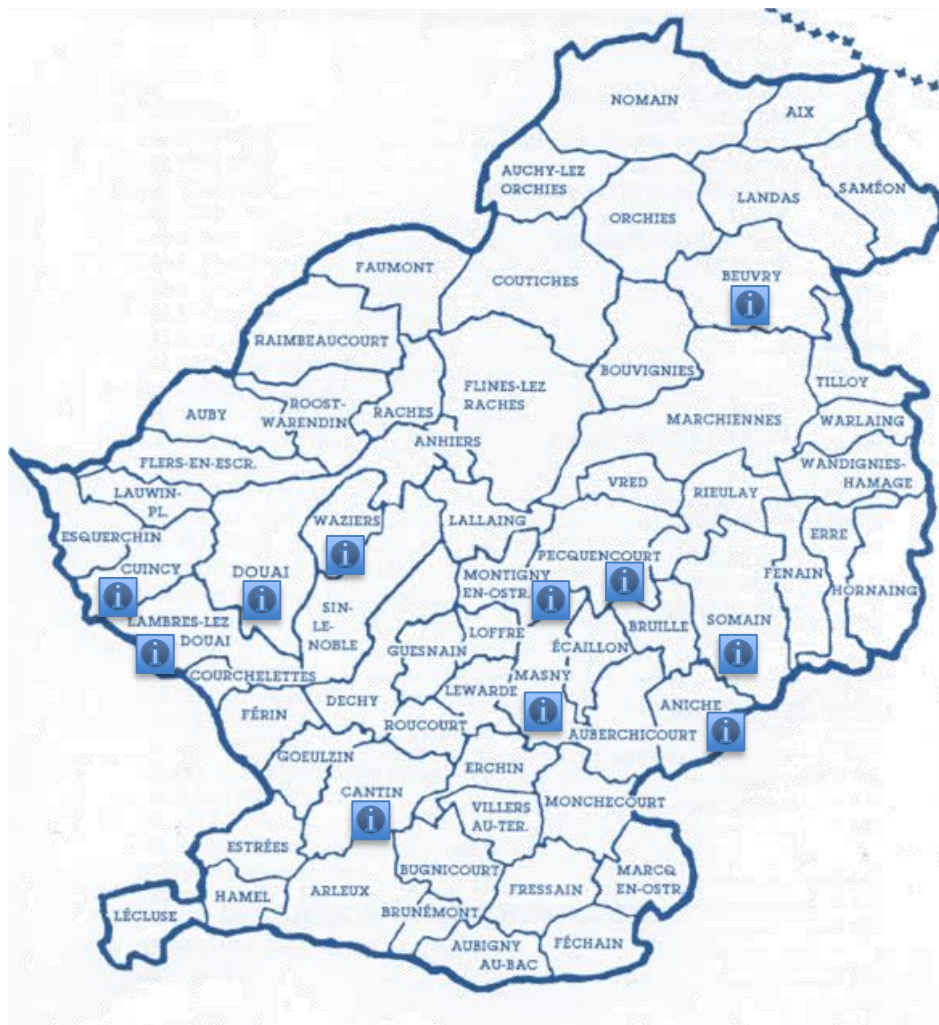 NOMAIN
AIX
AUCHY-LEZ
ORCHIES
ORCHIES
LANDAS
SAMÉON
FAUMONT
COUTICHES
BEUVRY
i
RAIMBEAUCOURT
BOUVIGNIES
TILLOY
AUBY
ROOST-
WARENDIN
RACHES
FLINES-LEZ
RACHES
MARCHIENNES
WARLAING
ANHIERS
FLERS-EN-ESCR.
WANDIGNIES-
HAMAGE
LAUWIN-
PL.
VRED
RIEULAY
WAZIERS
i
LALLAING
ESQUERCHIN
ERRE
PECQUENCOURT
i
CUINCY
i
DOUAI
i
MONTIGNY
EN-OSTR.
i
FENAIN
HORNAING
SIN-
LE-
NOBLE
LAMBRES-LEZ
DOUAI
i
LOFFRE
BRUILLE
SOMAIN
i
GUESNAIN
ÉCAILLON
COURCHELETTES
MASNY
i
LEWARDE
DECHY
ANICHE
i
FÉRIN
ROUCOURT
AUBERCHICOURT
GOEULZIN
ERCHIN
CANTIN
i
VILLERS
AU-TER.
MONCHECOURT
ESTRÉES
BUGNICOURT
MARCQ
EN-OSTR.
HAMEL
ARLEUX
FRESSAIN
LÉCLUSE
BRUNÉMONT
AUBIGNY
AU-BAC
FÉCHAIN